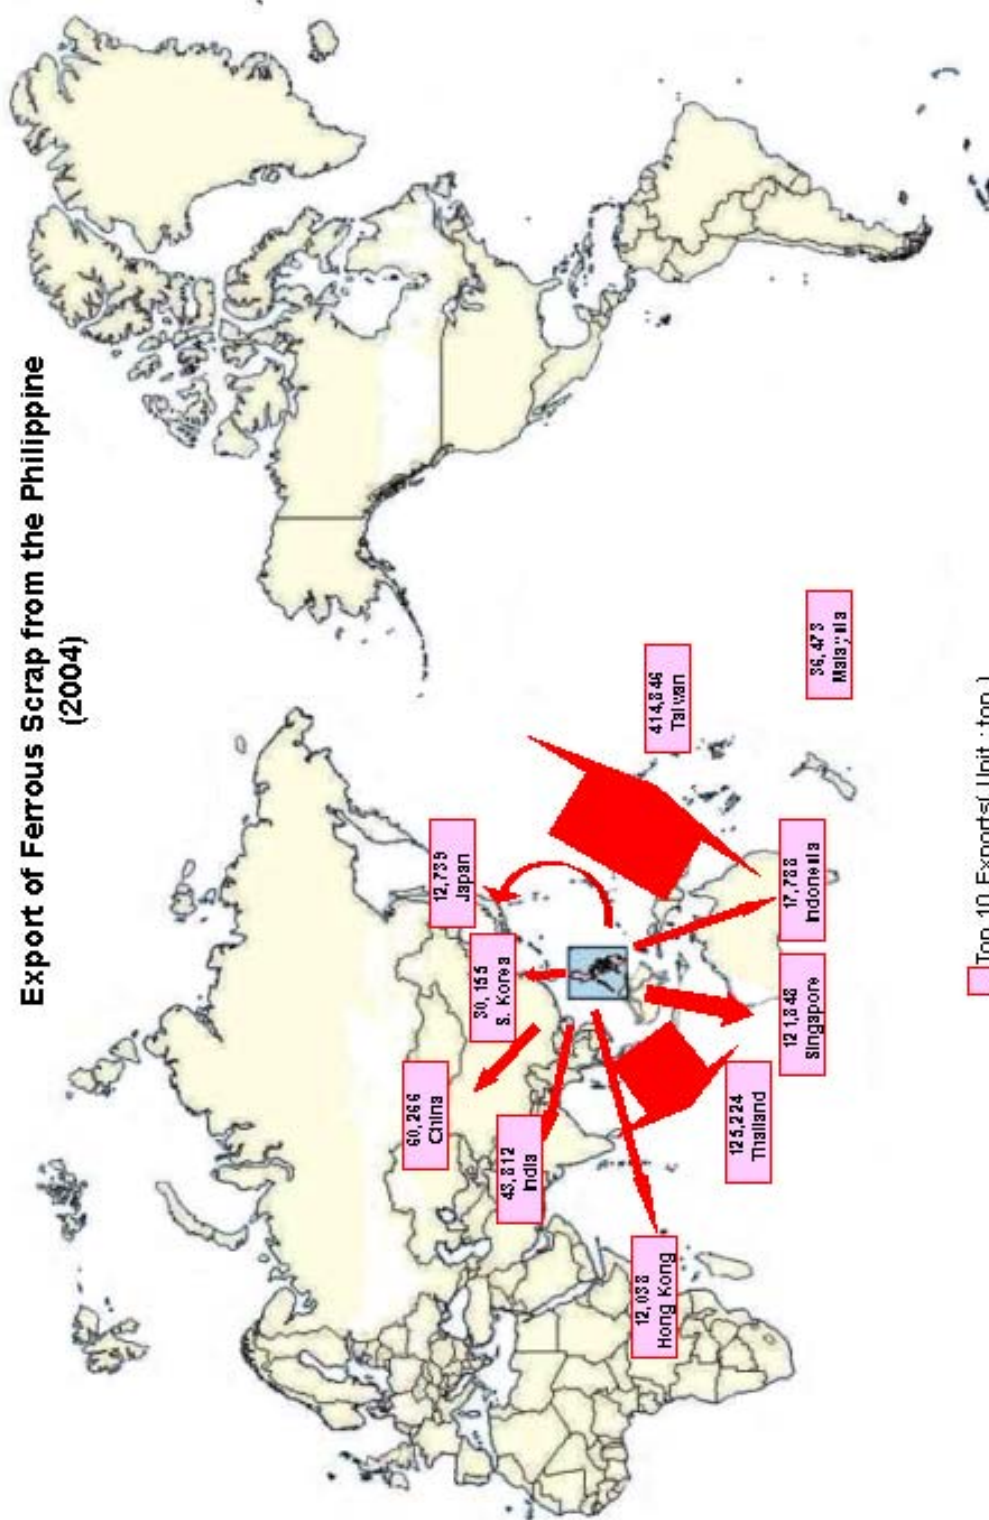 Export of Ferrous Scrap from the Philippine
(2004)
12,739
Japan
30,155
S. Korea
60,266
China
43,812
India
12,038
Hong Kong
125,224
Thailand
121,848
Singapore
17,788
Indonesia
414,846
Taiwan
36,473
Malaysia
Top 10 Exports( Unit : ton )